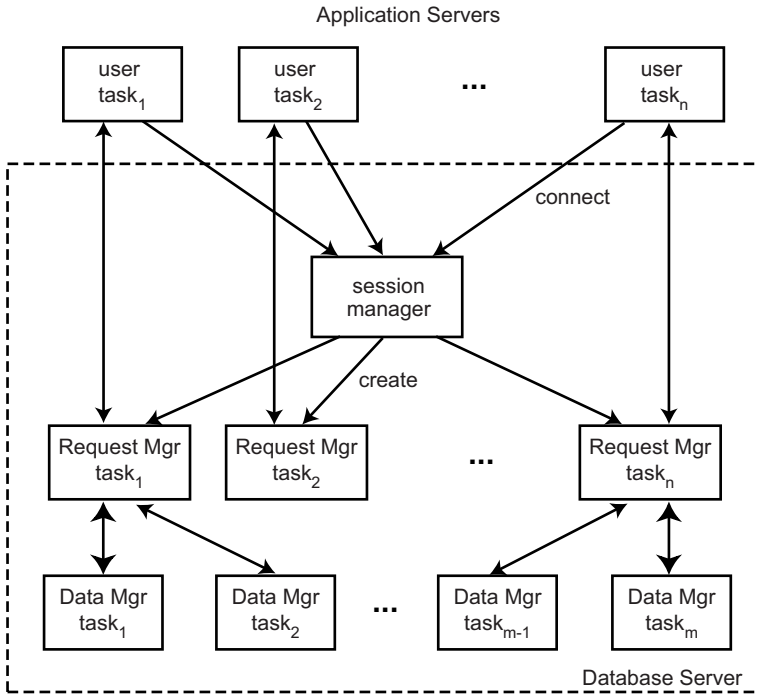 Application Servers
user
task1
user
task2
...
user
taskn
connect
session
manager
create
Request Mgr
task1
Request Mgr
task2
...
Request Mgr
taskn
Data Mgr
task1
Data Mgr
task2
...
Data Mgr
taskm-1
Data Mgr
taskm
Database Server